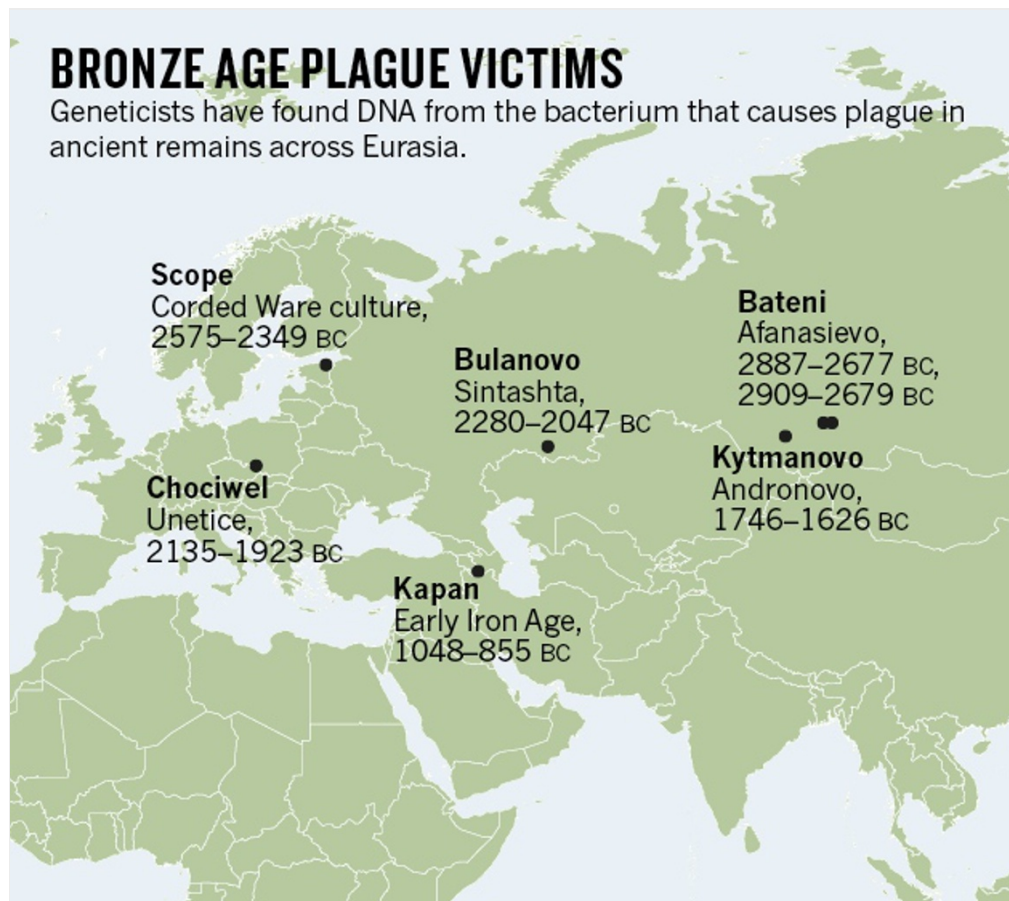 BRONZE AGE PLAGUE VICTIMS
Geneticists have found DNA from the bacterium that causes plague in
ancient remains across Eurasia.
Scope
Corded Ware culture,
2575–2349 BC
Bulanovo
Sintashta,
2280–2047 BC
Bateni
Afanasievo,
2887–2677 BC,
2909–2679 BC
Kytmanovo
Andronovo,
1746–1626 BC
Chociwel
Unetice,
2135–1923 BC
Kapan
Early Iron Age,
1048–855 BC